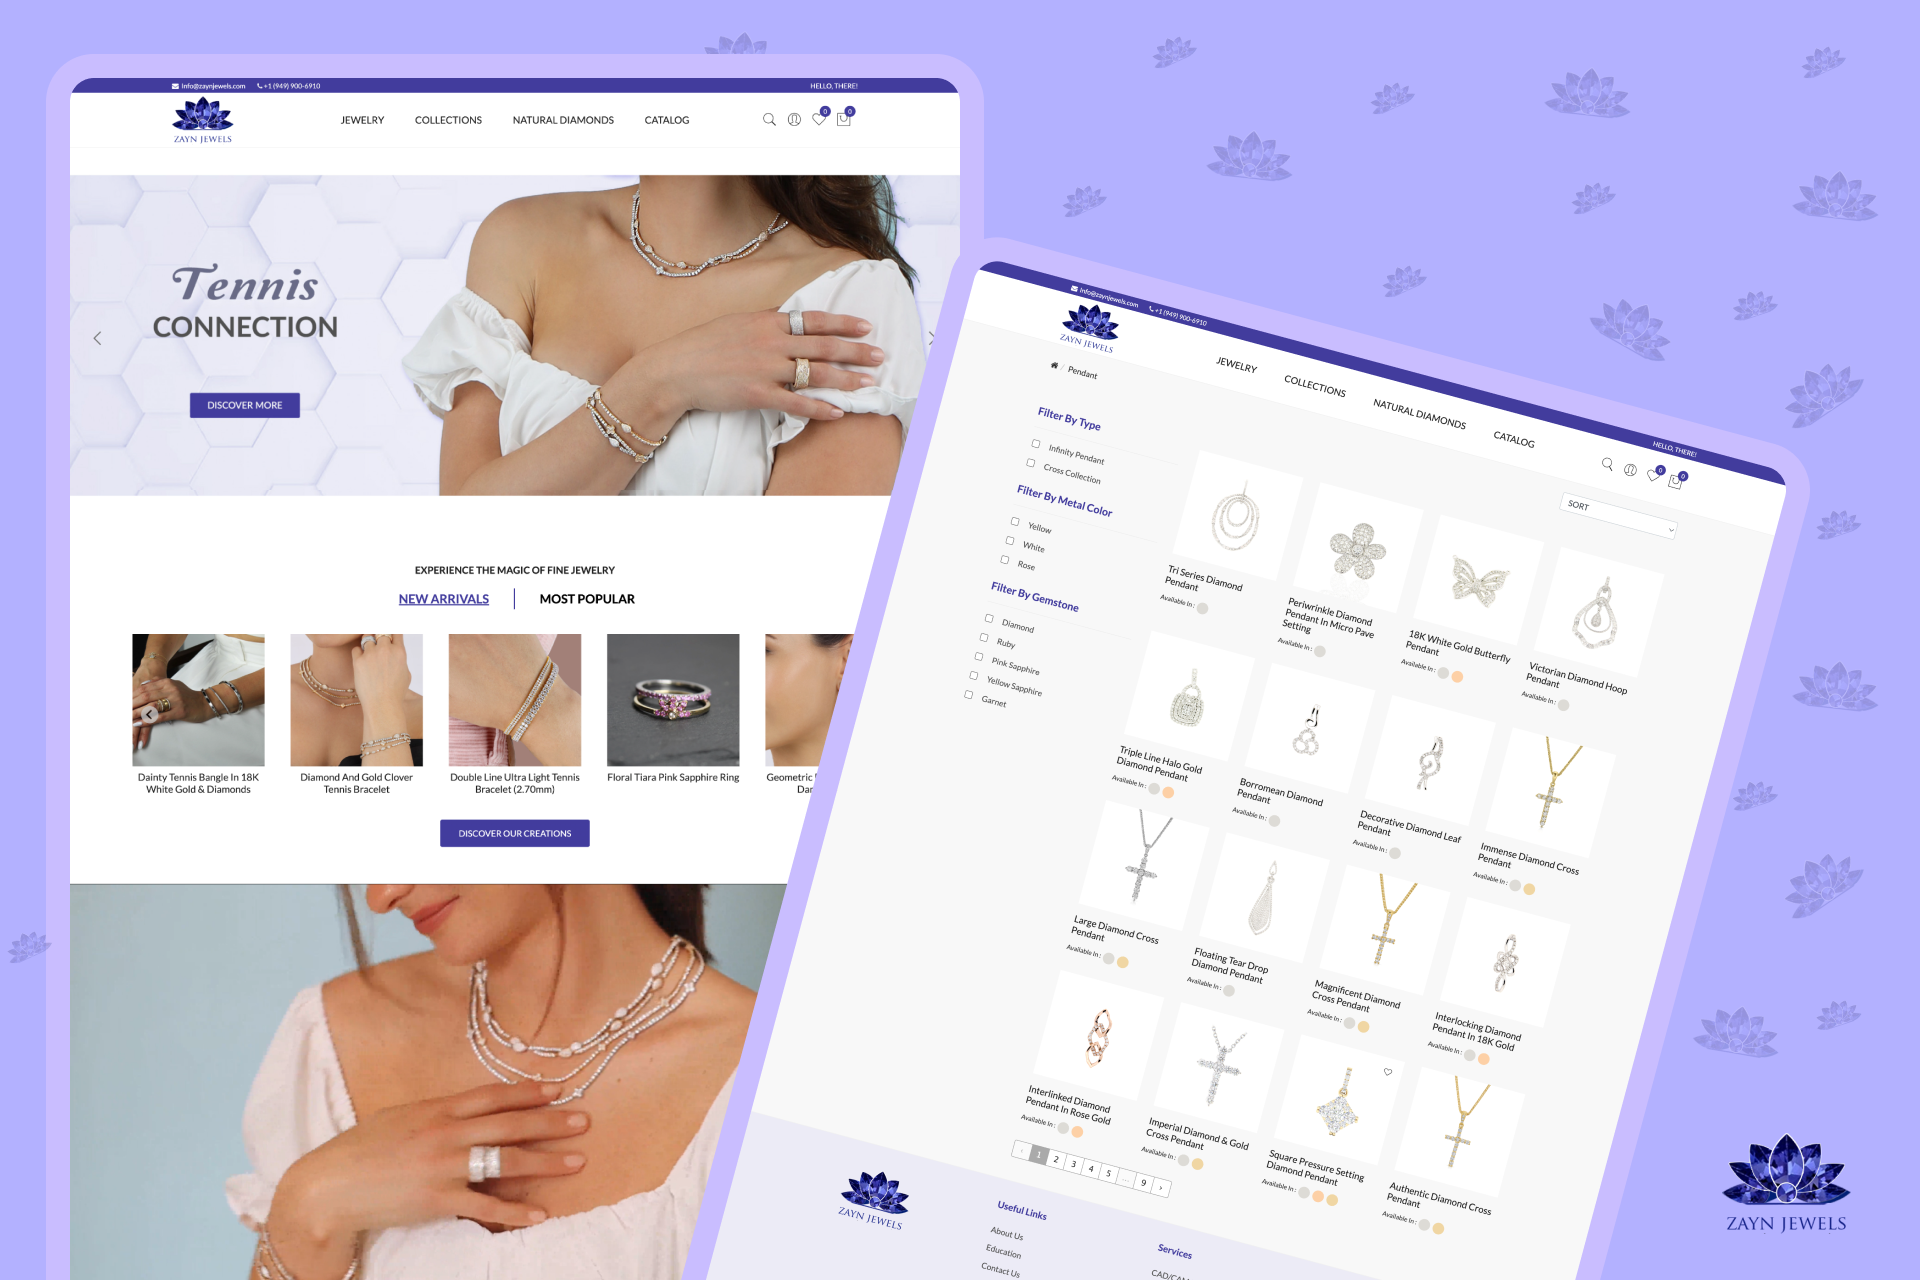 Info@zaynjewels.com
+1 (949) 900-6910
HELLO, THERE!
ZAYN JEWELS
JEWELRY
COLLECTIONS
NATURAL DIAMONDS
CATALOG
0
0
Tennis
CONNECTION
DISCOVER MORE
EXPERIENCE THE MAGIC OF FINE JEWELRY
NEW ARRIVALS
MOST POPULAR
Dainty Tennis Bangle In 18K
White Gold & Diamonds
Diamond And Gold Clover
Tennis Bracelet
Double Line Ultra Light Tennis
Bracelet (2.70mm)
Floral Tiara Pink Sapphire Ring
Geometric
DISCOVER OUR CREATIONS
Info@zaynjewels.com
+1 (949) 900-6910
HELLO, THERE!
ZAYN JEWELS
JEWELRY
COLLECTIONS
NATURAL DIAMONDS
CATALOG
0
0
/ Pendant
SORT
Filter By Type
Infinity Pendant
Cross Collection
Filter By Metal Color
Yellow
White
Rose
Filter By Gemstone
Diamond
Ruby
Pink Sapphire
Yellow Sapphire
Garnet
Tri Series Diamond
Pendant
Available In :
Periwrinkle Diamond
Pendant In Micro Pave
Setting
Available In :
18K White Gold Butterfly
Pendant
Available In :
Victorian Diamond Hoop
Pendant
Available In :
Triple Line Halo Gold
Diamond Pendant
Available In :
Borromean Diamond
Pendant
Available In :
Decorative Diamond Leaf
Pendant
Available In :
Immense Diamond Cross
Pendant
Available In :
Large Diamond Cross
Pendant
Available In :
Floating Tear Drop
Diamond Pendant
Available In :
Magnificent Diamond
Cross Pendant
Available In :
Interlocking Diamond
Pendant In 18K Gold
Available In :
Interlinked Diamond
Pendant In Rose Gold
Available In :
Imperial Diamond & Gold
Cross Pendant
Available In :
Square Pressure Setting
Diamond Pendant
Available In :
Authentic Diamond Cross
Pendant
Available In :
‹ 1 2 3 4 5 ... 9 ›
ZAYN JEWELS
Useful Links
About Us
Education
Contact Us
Services
ZAYN JEWELS